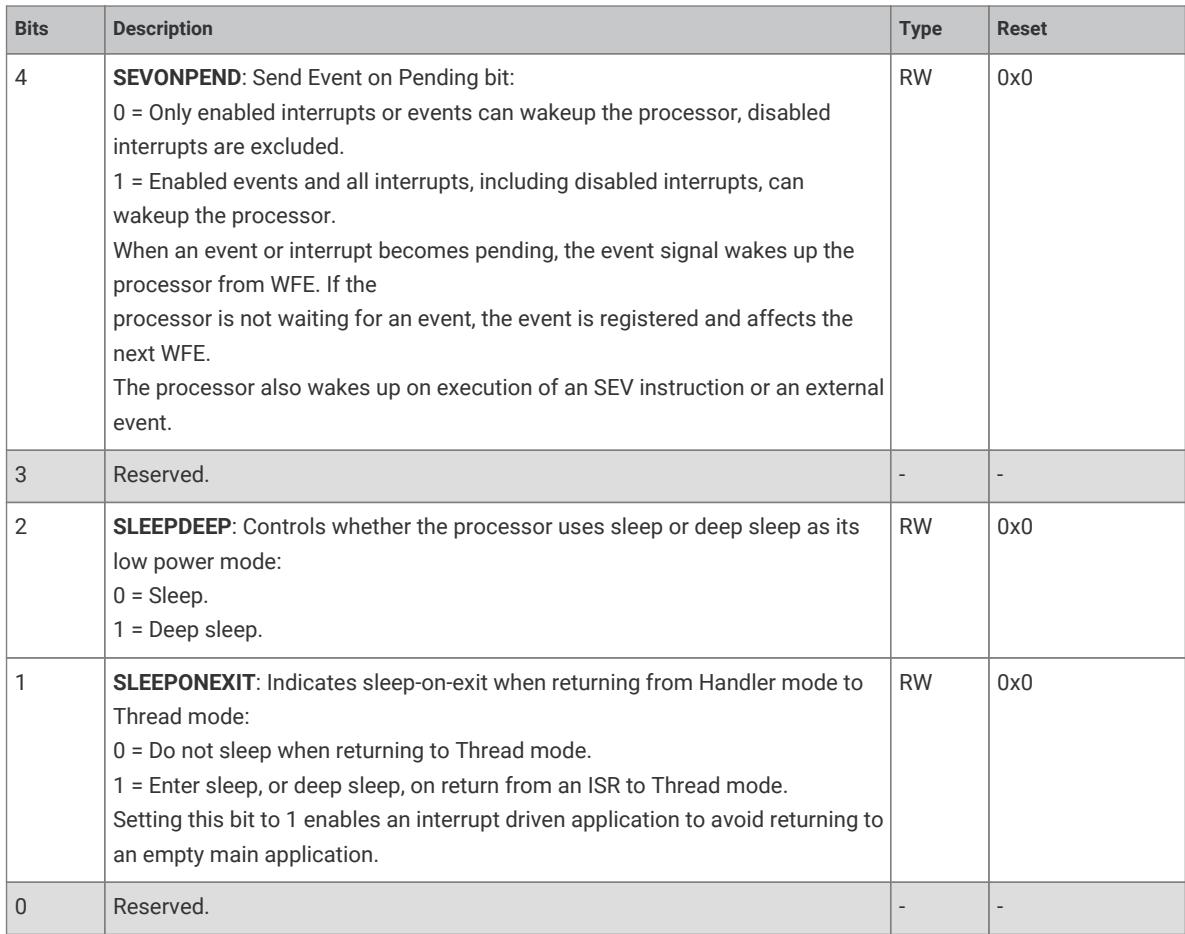 Bits Description Type Reset
4 SEVONPEND: Send Event on Pending bit: RW 0x0
0 = Only enabled interrupts or events can wakeup the processor, disabled
interrupts are excluded.
1 = Enabled events and all interrupts, including disabled interrupts, can
wakeup the processor.
When an event or interrupt becomes pending, the event signal wakes up the
processor from WFE. If the
processor is not waiting for an event, the event is registered and affects the
next WFE.
The processor also wakes up on execution of an SEV instruction or an external
event.
3 Reserved. - -
2 SLEEPDEEP: Controls whether the processor uses sleep or deep sleep as its RW 0x0
low power mode:
0 = Sleep.
1 = Deep sleep.
1 SLEEPONEXIT: Indicates sleep-on-exit when returning from Handler mode to RW 0x0
Thread mode:
0 = Do not sleep when returning to Thread mode.
1 = Enter sleep, or deep sleep, on return from an ISR to Thread mode.
Setting this bit to 1 enables an interrupt driven application to avoid returning to
an empty main application.
0 Reserved. - -